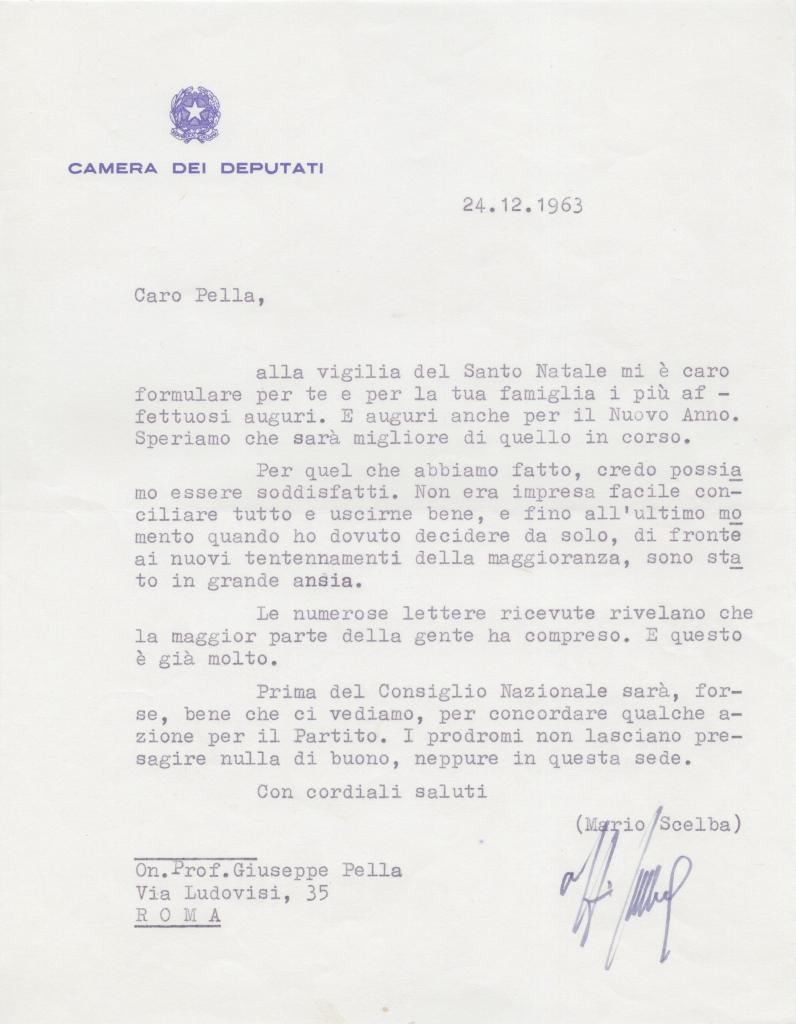 CAMERA DEI DEPUTATI
24.12.1963
Caro Pella,
alla vigilia del Santo Natale mi è caro
formulare per te e per la tua famiglia i più af -
fettuosi auguri. E auguri anche per il Nuovo Anno.
Speriamo che sarà migliore di quello in corso.
Per quel che abbiamo fatto, credo possia
mo essere soddisfatti. Non era impresa facile con-
ciliare tutto e uscirne bene, e fino all'ultimo mo
mento quando ho dovuto decidere da solo, di fronte
ai nuovi tentennamenti della maggioranza, sono sta
to in grande ansia.
Le numerose lettere ricevute rivelano che
la maggior parte della gente ha compreso. E questo
è già molto.
Prima del Consiglio Nazionale sarà, for-
se, bene che ci vediamo, per concordare qualche a-
zione per il Partito. I prodromi non lasciano pre-
sagire nulla di buono, neppure in questa sede.
Con cordiali saluti
(Mario Scelba)
On.Prof.Giuseppe Pella
Via Ludovisi, 35
R O M A